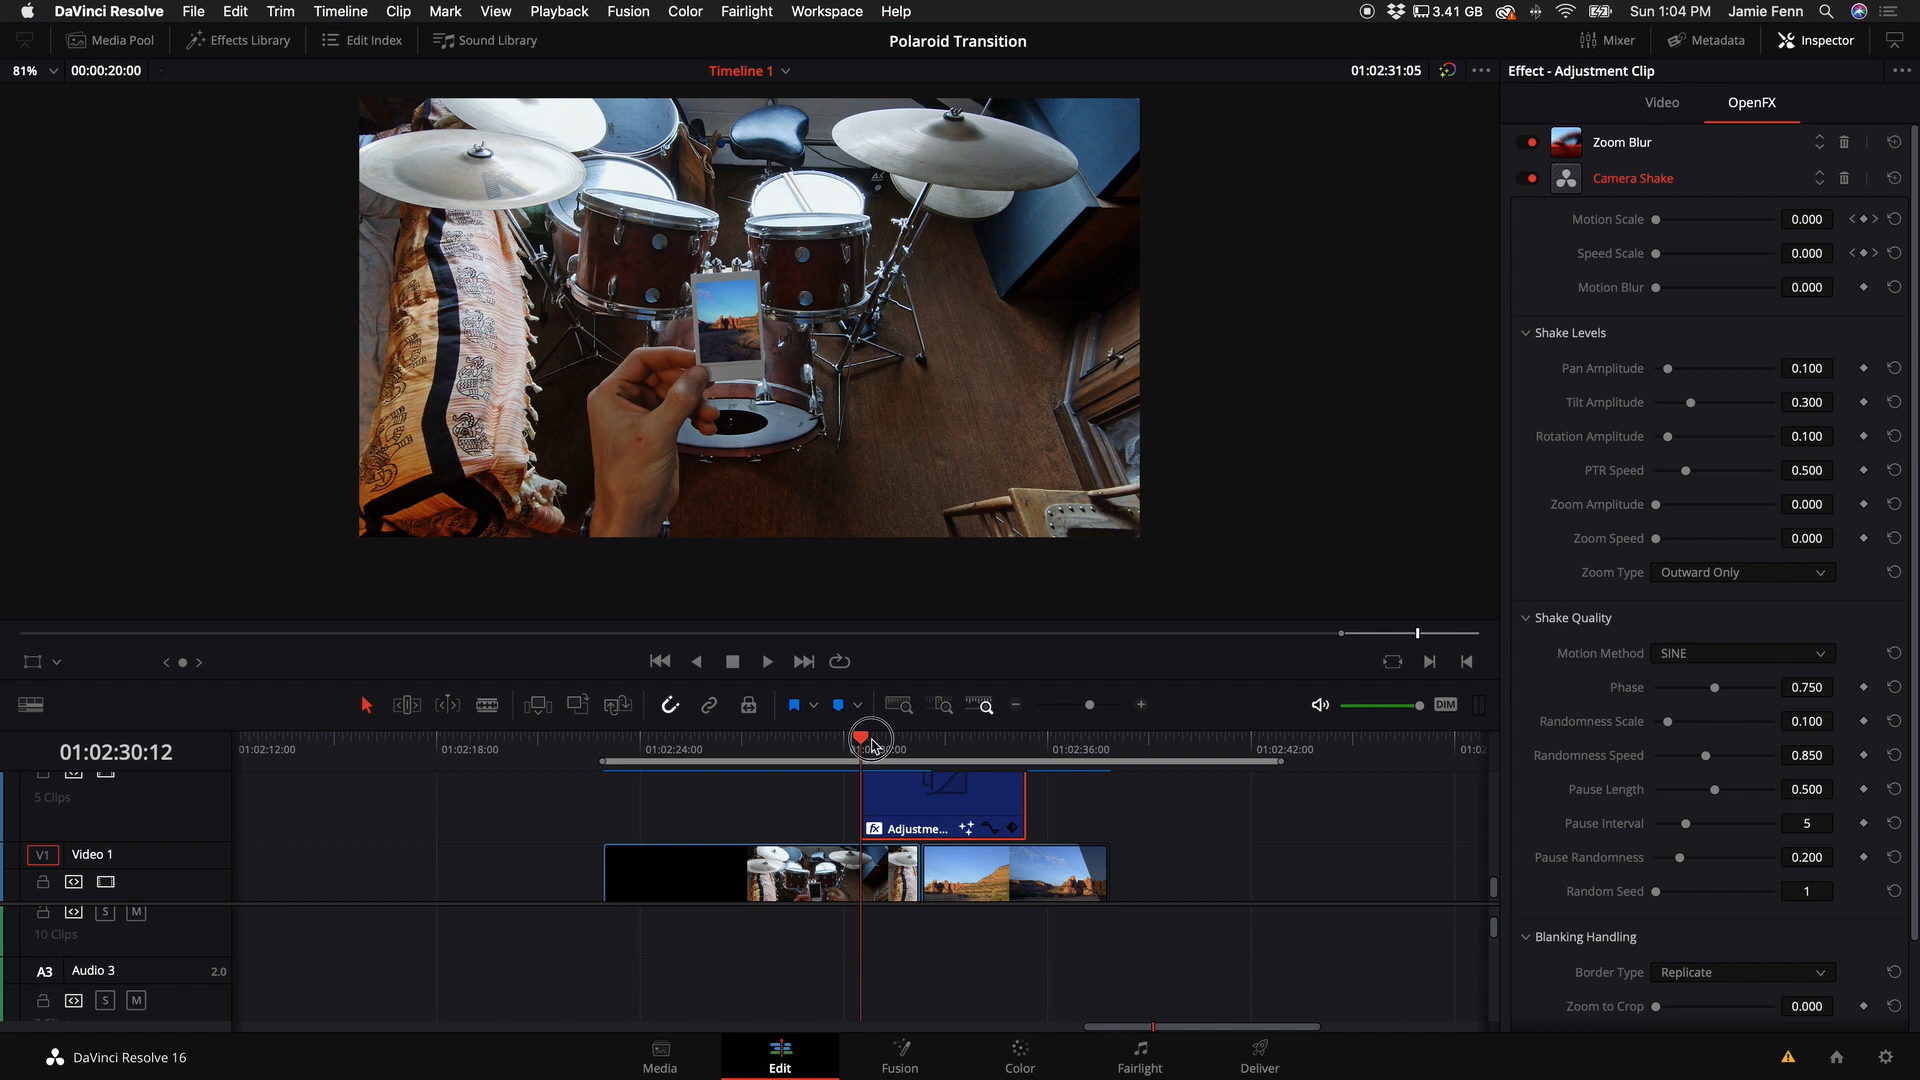 DaVinci Resolve File Edit Trim Timeline Clip Mark View Playback Fusion Color Fairlight Workspace Help 3.41 GB Sun 1:04 PM Jamie Fenn
Media Pool Effects Library Edit Index Sound Library Polaroid Transition Mixer Metadata Inspector
81% 00:00:20:00 Timeline 1 01:02:31:05 Effect - Adjustment Clip
Video OpenFX
Zoom Blur
Camera Shake
Motion Scale 0.000
Speed Scale 0.000
Motion Blur 0.000
Shake Levels
Pan Amplitude 0.100
Tilt Amplitude 0.300
Rotation Amplitude 0.100
PTR Speed 0.500
Zoom Amplitude 0.000
Zoom Speed 0.000
Zoom Type Outward Only
Shake Quality
Motion Method SINE
Phase 0.750
Randomness Scale 0.100
Randomness Speed 0.850
Pause Length 0.500
Pause Interval 5
Pause Randomness 0.200
Random Seed 1
Blanking Handling
Border Type Replicate
Zoom to Crop 0.000
DIM
01:02:30:12
01:02:12:00 01:02:18:00 01:02:24:00 01:02:36:00 01:02:42:00
5 Clips
fx Adjustme...
V1 Video 1
S M
10 Clips
A3 Audio 3 2.0
S M
DaVinci Resolve 16
Media Edit Fusion Color Fairlight Deliver